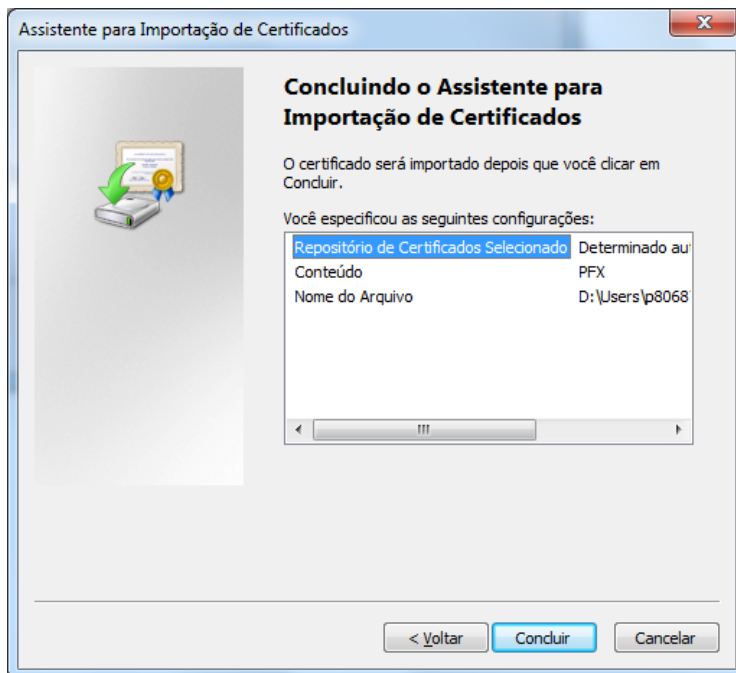 Assistente para Importação de Certificados
Concluindo o Assistente para
Importação de Certificados
O certificado será importado depois que você clicar em
Concluir.
Você especificou as seguintes configurações:
Repositório de Certificados Selecionado Determinado au
Conteúdo PFX
Nome do Arquivo D:\Users\p8068
< Voltar Concluir Cancelar